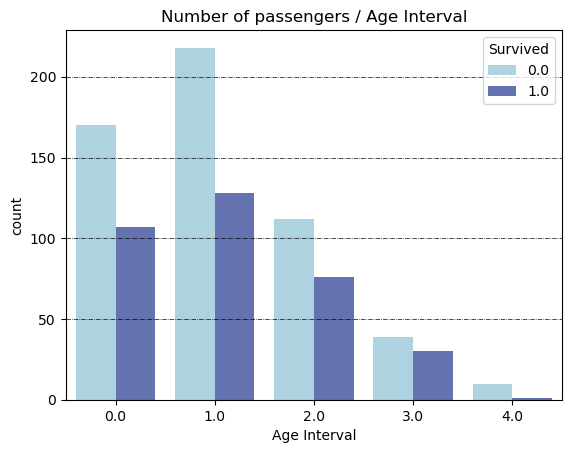 Number of passengers / Age Interval
Survived
0.0
1.0
200
150
100
50
0
count
0.0 1.0 2.0 3.0 4.0
Age Interval